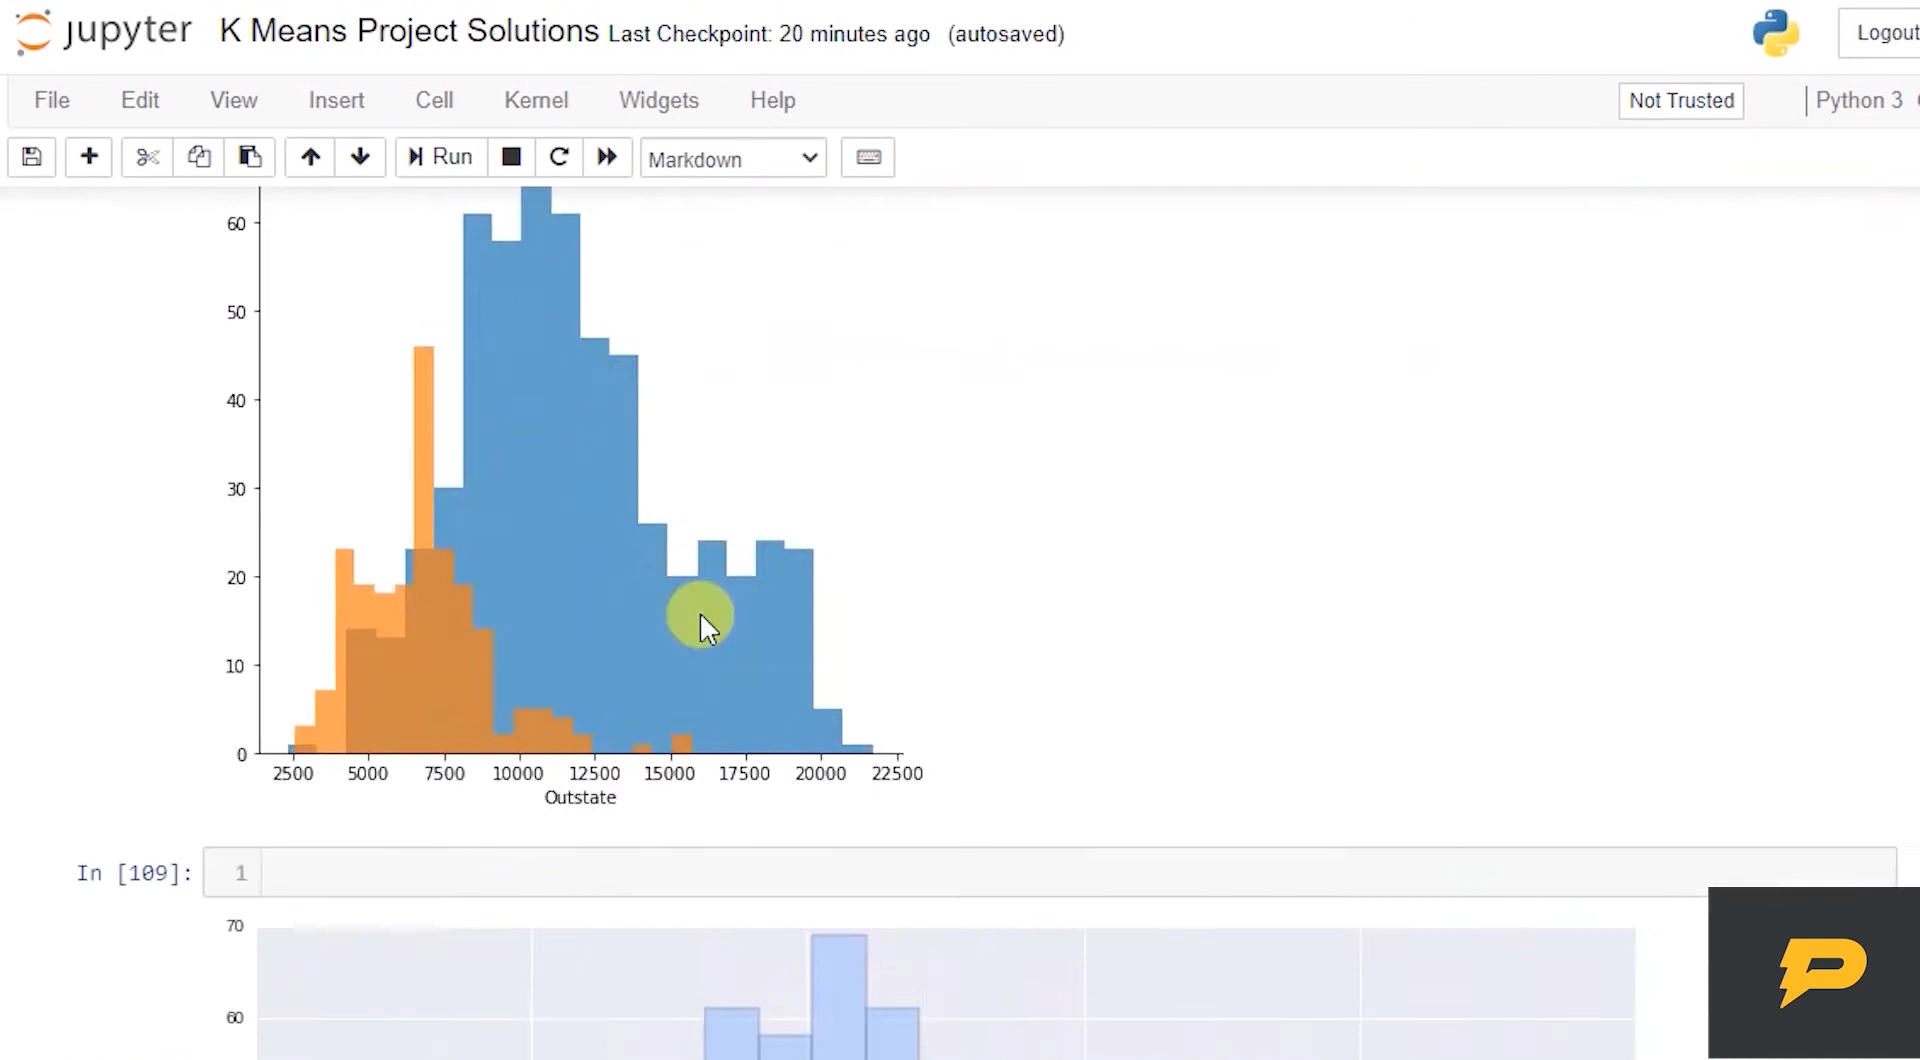 jupyter K Means Project Solutions Last Checkpoint: 20 minutes ago (autosaved) Logout
File Edit View Insert Cell Kernel Widgets Help Not Trusted Python 3
Run Markdown
60
50
40
30
20
10
0
2500 5000 7500 10000 12500 15000 17500 20000 22500
Outstate
In [109]: 1
70
60